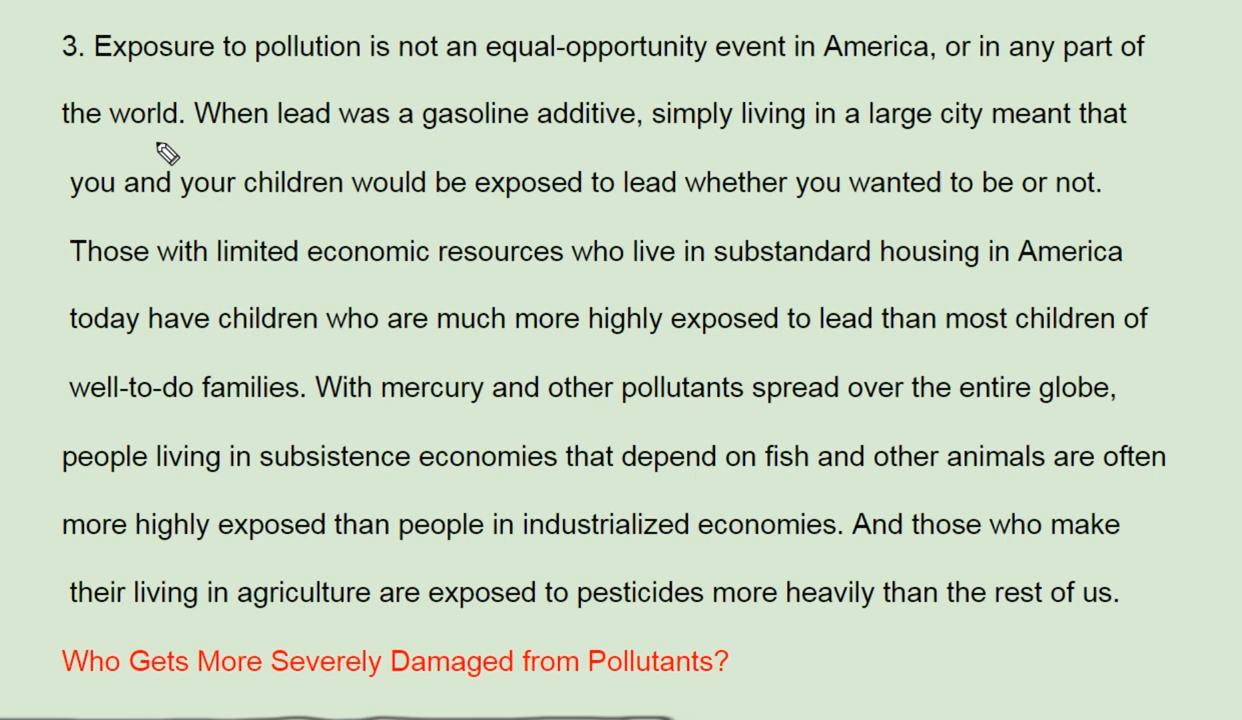 3. Exposure to pollution is not an equal-opportunity event in America, or in any part of
the world. When lead was a gasoline additive, simply living in a large city meant that
you and your children would be exposed to lead whether you wanted to be or not.
Those with limited economic resources who live in substandard housing in America
today have children who are much more highly exposed to lead than most children of
well-to-do families. With mercury and other pollutants spread over the entire globe,
people living in subsistence economies that depend on fish and other animals are often
more highly exposed than people in industrialized economies. And those who make
their living in agriculture are exposed to pesticides more heavily than the rest of us.
Who Gets More Severely Damaged from Pollutants?